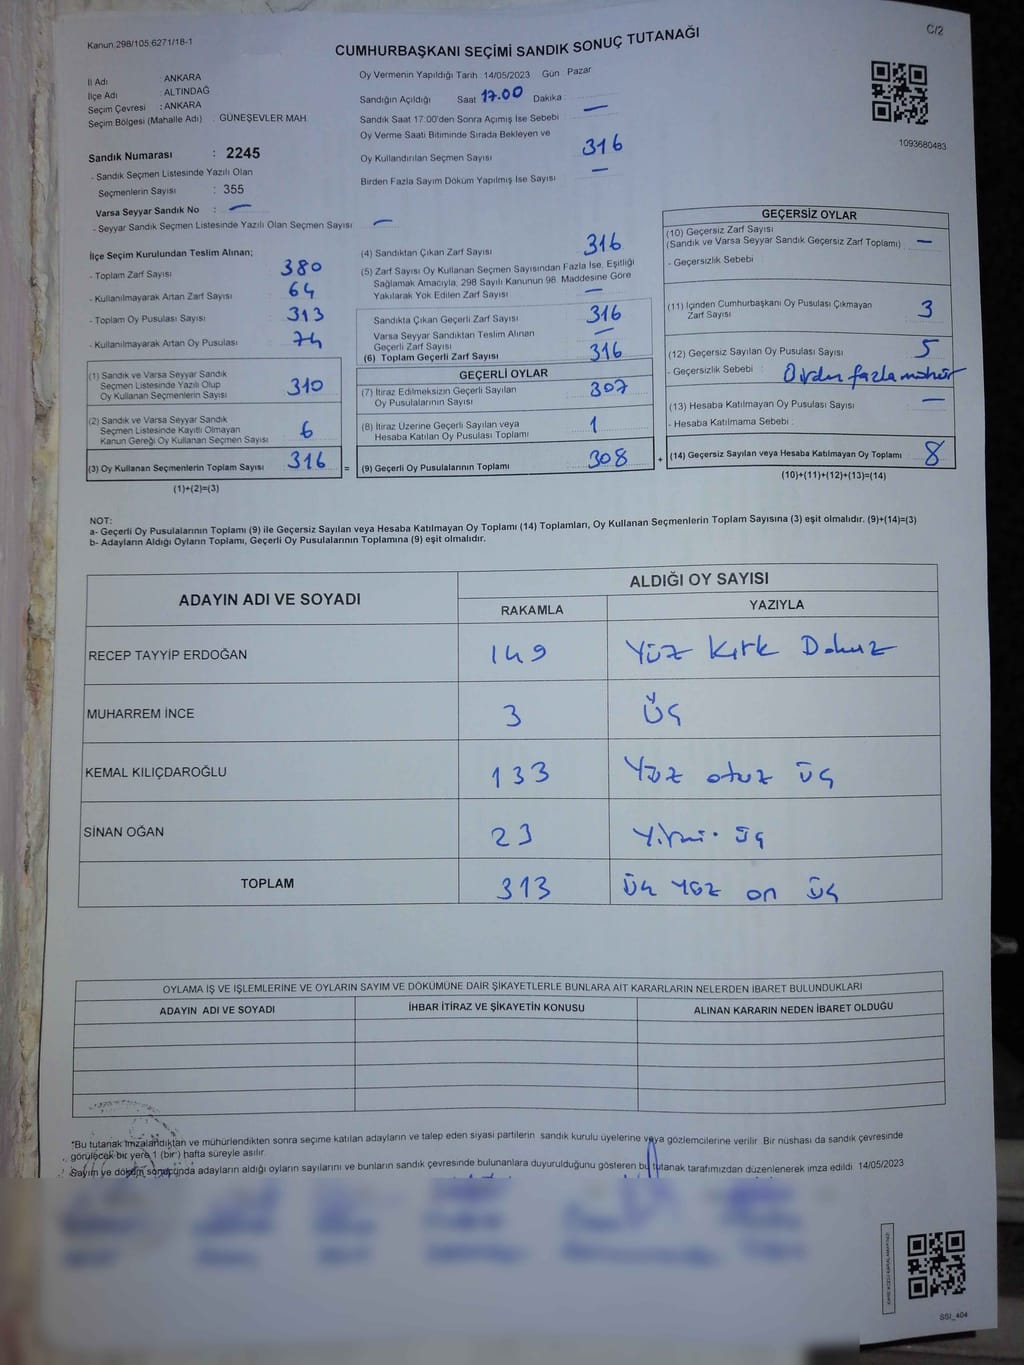 Kanun.298/105,6271/18-1
C/2
CUMHURBAŞKANI SEÇİMİ SANDIK SONUÇ TUTANAĞI
İl Adı : ANKARA
İlçe Adı : ALTINDAĞ
Seçim Çevresi : ANKARA
Seçim Bölgesi (Mahalle Adı) : GÜNEŞEVLER MAH
Sandık Numarası : 2245
- Sandık Seçmen Listesinde Yazılı Olan
Seçmenlerin Sayısı : 355
Varsa Seyyar Sandık No : —
- Seyyar Sandık Seçmen Listesinde Yazılı Olan Seçmen Sayısı —
Oy Vermenin Yapıldığı Tarih 14/05/2023 Gün : Pazar
Sandığın Açıldığı Saat 17.00 Dakika :
Sandık Saat 17:00'den Sonra Açımış İse Sebebi —
Oy Verme Saati Bitiminde Sırada Bekleyen ve
Oy Kullandırılan Seçmen Sayısı 316
Birden Fazla Sayım Döküm Yapılmış İse Sayısı —
1093680483
İlçe Seçim Kurulundan Teslim Alınan;
- Toplam Zarf Sayısı 380
- Kullanılmayarak Artan Zarf Sayısı 64
- Toplam Oy Pusulası Sayısı 313
- Kullanılmayarak Artan Oy Pusulası 74
(1) Sandık ve Varsa Seyyar Sandık
Seçmen Listesinde Yazılı Olup
Oy Kullanan Seçmenlerin Sayısı 310
(2) Sandık ve Varsa Seyyar Sandık
Seçmen Listesinde Kayıtlı Olmayan
Kanun Gereği Oy Kullanan Seçmen Sayısı 6
(3) Oy Kullanan Seçmenlerin Toplam Sayısı 316 =
(1)+(2)=(3)
(4) Sandıktan Çıkan Zarf Sayısı 316
(5) Zarf Sayısı Oy Kullanan Seçmen Sayısından Fazla İse, Eşitliği
Sağlamak Amacıyla, 298 Sayılı Kanunun 98. Maddesine Göre
Yakılarak Yok Edilen Zarf Sayısı —
Sandıkta Çıkan Geçerli Zarf Sayısı 316
Varsa Seyyar Sandıktan Teslim Alınan
Geçerli Zarf Sayısı —
(6) Toplam Geçerli Zarf Sayısı 316
GEÇERLİ OYLAR
(7) İtiraz Edilmeksizin Geçerli Sayılan
Oy Pusulalarının Sayısı 307
(8) İtiraz Üzerine Geçerli Sayılan veya
Hesaba Katılan Oy Pusulası Toplamı 1
(9) Geçerli Oy Pusulalarının Toplamı 308 +
GEÇERSİZ OYLAR
(10) Geçersiz Zarf Sayısı
(Sandık ve Varsa Seyyar Sandık Geçersiz Zarf Toplamı) —
- Geçersizlik Sebebi
(11) İçinden Cumhurbaşkanı Oy Pusulası Çıkmayan
Zarf Sayısı 3
(12) Geçersiz Sayılan Oy Pusulası Sayısı 5
- Geçersizlik Sebebi : Birden fazla mühür
(13) Hesaba Katılmayan Oy Pusulası Sayısı —
- Hesaba Katılmama Sebebi :
(14) Geçersiz Sayılan veya Hesaba Katılmayan Oy Toplamı 8
(10)+(11)+(12)+(13)=(14)
NOT:
a- Geçerli Oy Pusulalarının Toplamı (9) ile Geçersiz Sayılan veya Hesaba Katılmayan Oy Toplamı (14) Toplamları, Oy Kullanan Seçmenlerin Toplam Sayısına (3) eşit olmalıdır. (9)+(14)=(3)
b- Adayların Aldığı Oyların Toplamı, Geçerli Oy Pusulalarının Toplamına (9) eşit olmalıdır.
ADAYIN ADI VE SOYADI ALDIĞI OY SAYISI
RAKAMLA YAZIYLA
RECEP TAYYİP ERDOĞAN 149 Yüz Kırk Dokuz
MUHARREM İNCE 3 Üç
KEMAL KILIÇDAROĞLU 133 Yüz otuz üç
SİNAN OĞAN 23 Yirmi üç
TOPLAM 313 üç Yüz on üç
OYLAMA İŞ VE İŞLEMLERİNE VE OYLARIN SAYIM VE DÖKÜMÜNE DAİR ŞİKAYETLERLE BUNLARA AİT KARARLARIN NELERDEN İBARET BULUNDUKLARI
ADAYIN ADI VE SOYADI İHBAR İTİRAZ VE ŞİKAYETİN KONUSU ALINAN KARARIN NEDEN İBARET OLDUĞU
*Bu tutanak imzalandıktan ve mühürlendikten sonra seçime katılan adayların ve talep eden siyasi partilerin sandık kurulu üyelerine veya gözlemcilerine verilir. Bir nüshası da sandık çevresinde
görülecek bir yere 1 (bir) hafta süreyle asılır.
Sayım ve döküm sonucunda adayların aldığı oyların sayılarını ve bunların sandık çevresinde bulunanlara duyurulduğunu gösteren bu tutanak tarafımızdan düzenlenerek imza edildi 14/05/2023
SSI_404